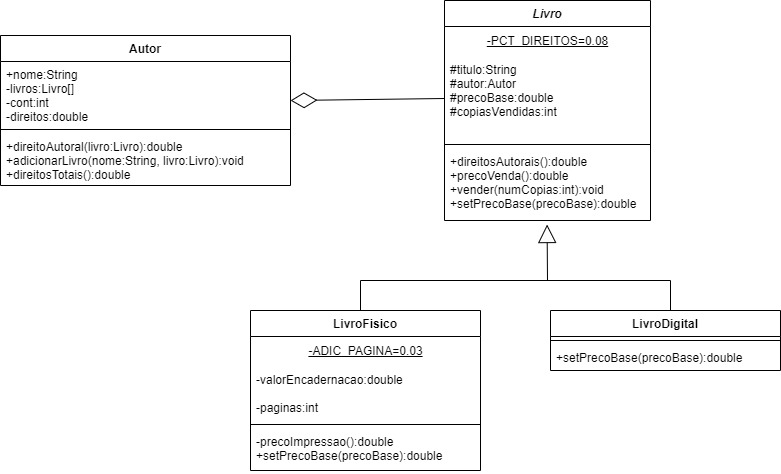 Autor
+nome:String
-livros:Livro[]
-cont:int
-direitos:double
+direitoAutoral(livro:Livro):double
+adicionarLivro(nome:String, livro:Livro):void
+direitosTotais():double
Livro
-PCT_DIREITOS=0.08
#titulo:String
#autor:Autor
#precoBase:double
#copiasVendidas:int
+direitosAutorais():double
+precoVenda():double
+vender(numCopias:int):void
+setPrecoBase(precoBase):double
LivroFisico
-ADIC_PAGINA=0.03
-valorEncadernacao:double
-paginas:int
-precoImpressao():double
+setPrecoBase(precoBase):double
LivroDigital
+setPrecoBase(precoBase):double